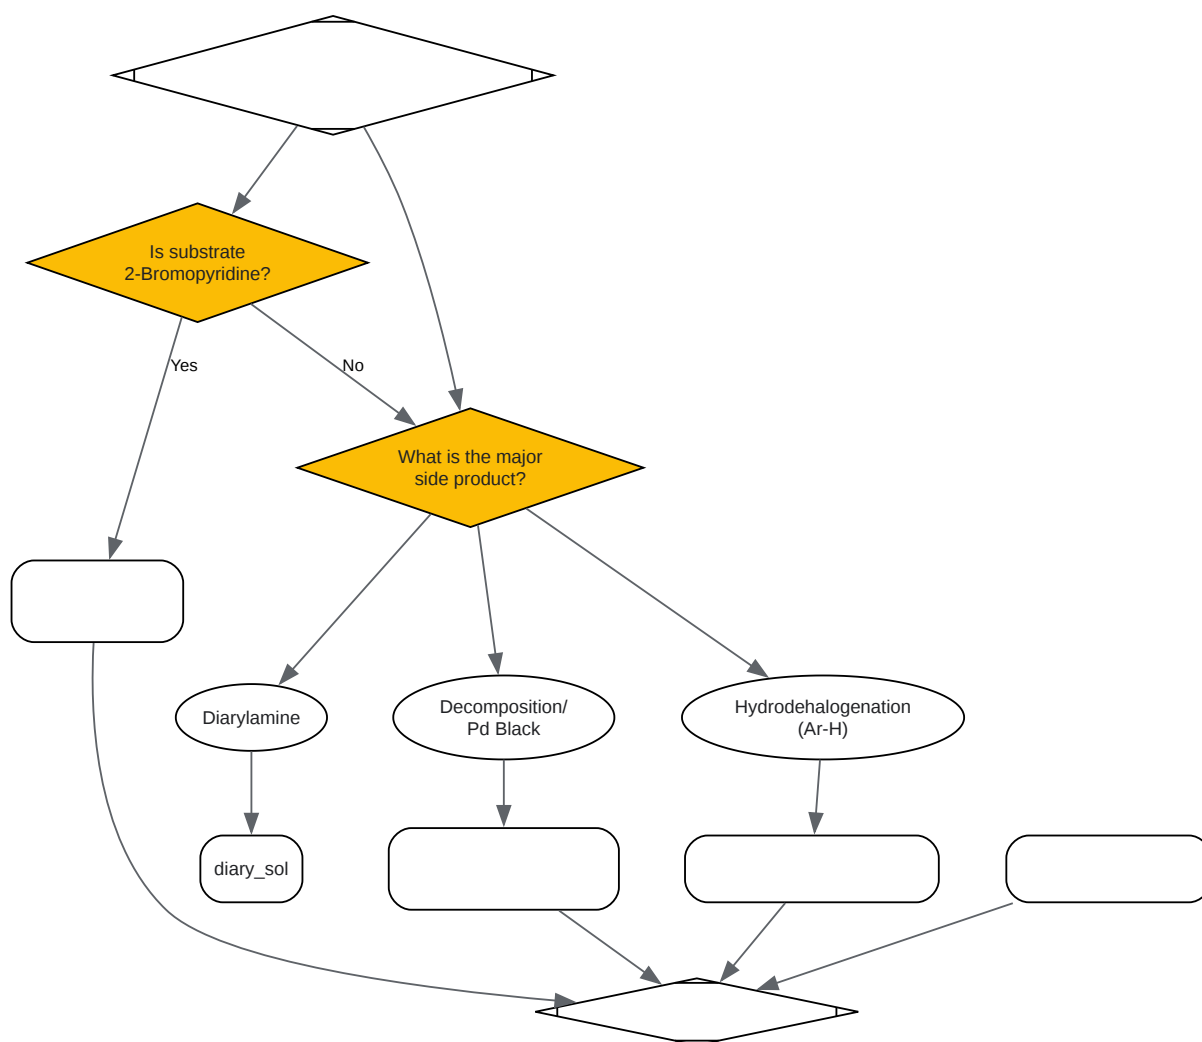 Is substrate
2-Bromopyridine?
Yes
No
What is the major
side product?
Diarylamine
Decomposition/
Pd Black
Hydrodehalogenation
(Ar-H)
diary_sol